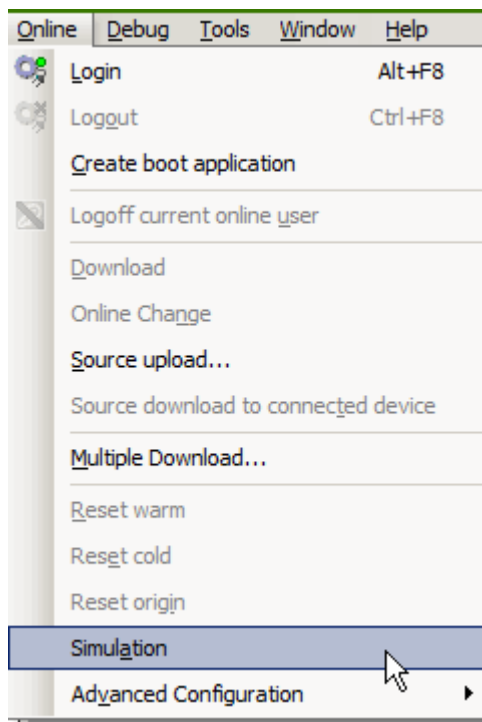 Online Debug Tools Window Help
Login Alt+F8
Logout Ctrl+F8
Create boot application
Logoff current online user
Download
Online Change
Source upload...
Source download to connected device
Multiple Download...
Reset warm
Reset cold
Reset origin
Simulation
Advanced Configuration